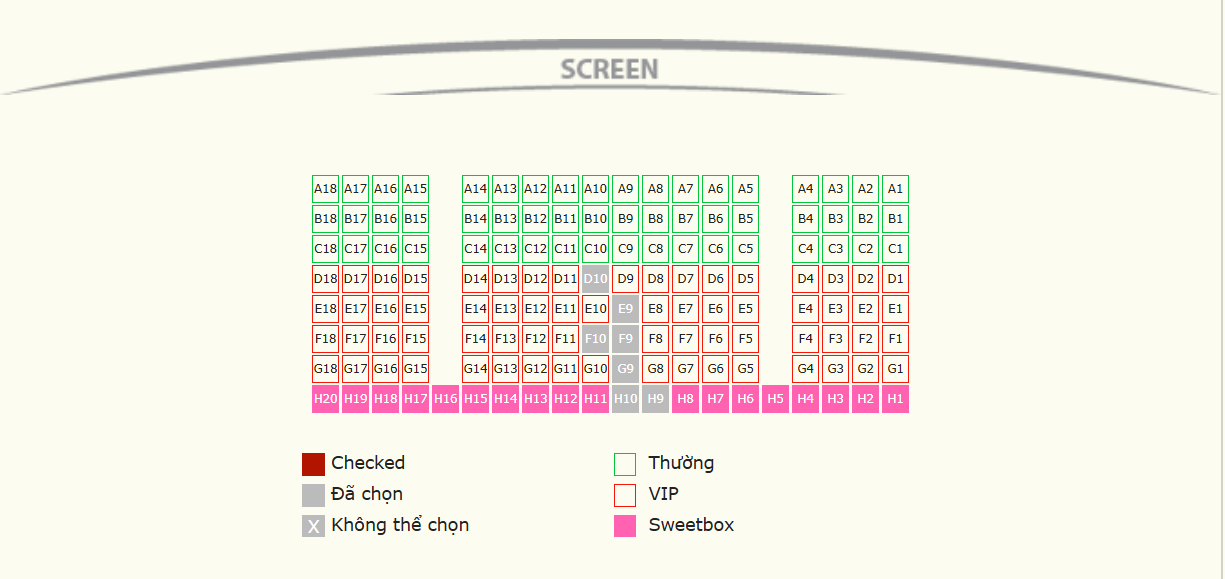 SCREEN
A18 A17 A16 A15 A14 A13 A12 A11 A10 A9 A8 A7 A6 A5 A4 A3 A2 A1
B18 B17 B16 B15 B14 B13 B12 B11 B10 B9 B8 B7 B6 B5 B4 B3 B2 B1
C18 C17 C16 C15 C14 C13 C12 C11 C10 C9 C8 C7 C6 C5 C4 C3 C2 C1
D18 D17 D16 D15 D14 D13 D12 D11 D10 D9 D8 D7 D6 D5 D4 D3 D2 D1
E18 E17 E16 E15 E14 E13 E12 E11 E10 E9 E8 E7 E6 E5 E4 E3 E2 E1
F18 F17 F16 F15 F14 F13 F12 F11 F10 F9 F8 F7 F6 F5 F4 F3 F2 F1
G18 G17 G16 G15 G14 G13 G12 G11 G10 G9 G8 G7 G6 G5 G4 G3 G2 G1
H20 H19 H18 H17 H16 H15 H14 H13 H12 H11 H10 H9 H8 H7 H6 H5 H4 H3 H2 H1
Checked Thường
Đã chọn VIP
X Không thể chọn Sweetbox